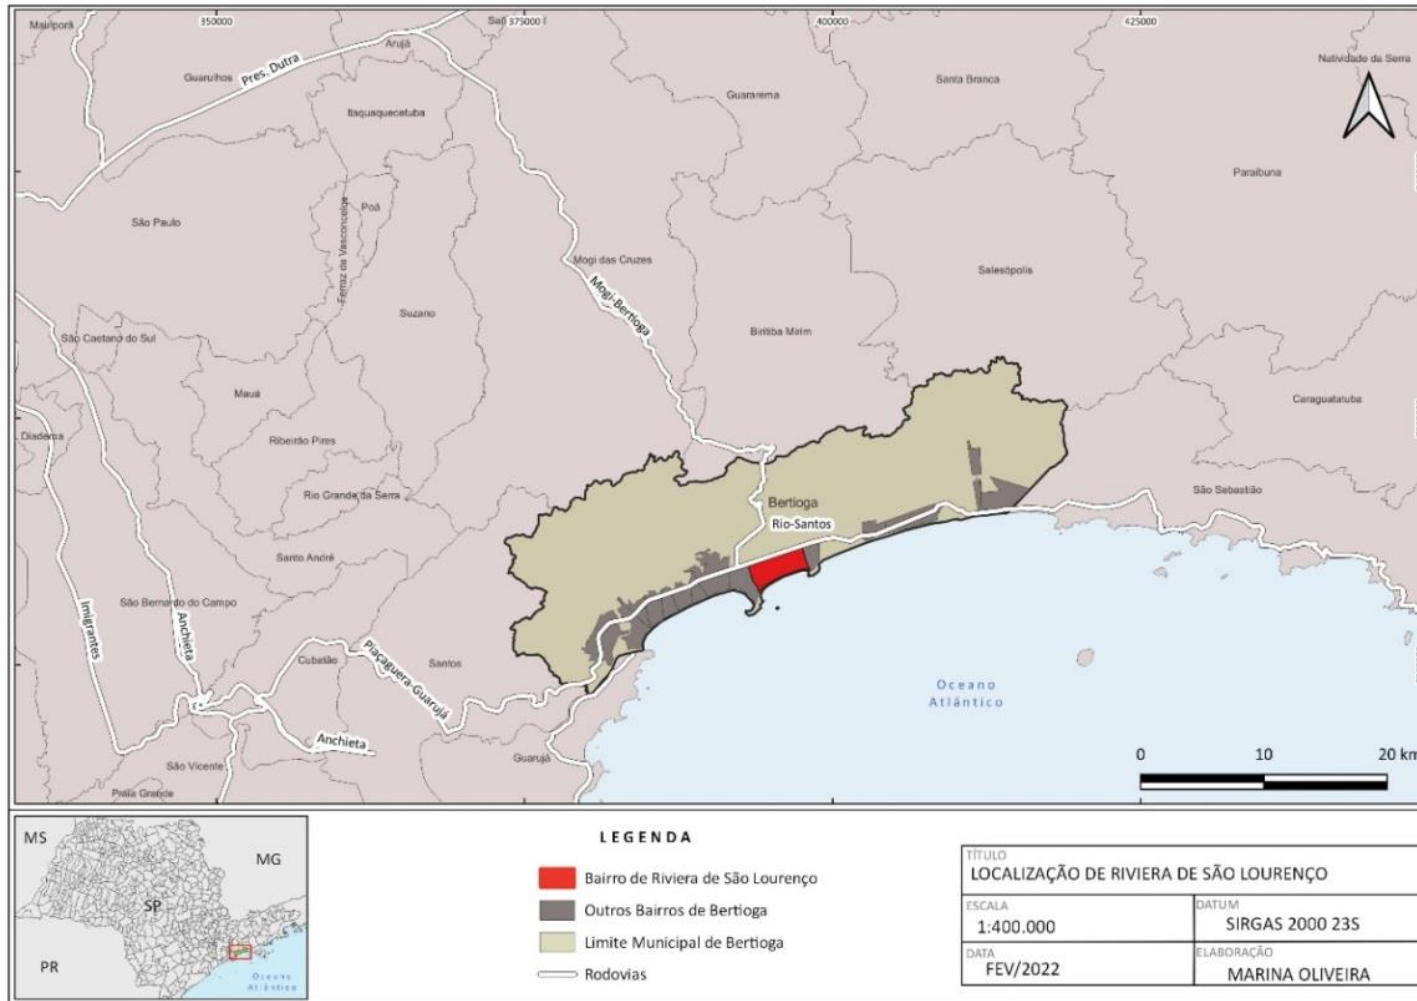 350000
375000
400000
425000
Mairiporã
Arujá
Natividade da Serra
Guarulhos
Pres. Dutra
Santa Branca
Guararema
Itaquaquecetuba
Paraibuna
São Paulo
Poá
Ferraz de Vasconcelos
Mogi das Cruzes
Salesópolis
Mogi-Bertioga
Suzano
Biritiba Mirim
São Caetano do Sul
Mauá
Caraguatatuba
Diadema
Ribeirão Pires
Rio Grande da Serra
São Sebastião
Bertioga
Rio-Santos
Santo André
São Bernardo do Campo
Imigrantes
Anchieta
Cubatão
Piaçaguera-Guarujá
Santos
Oceano
Atlântico
Anchieta
Guarujá
São Vicente
Praia Grande
0 10 20 km
MS
MG
SP
PR
Oceano
Atlântico
LEGENDA
Bairro de Riviera de São Lourenço
Outros Bairros de Bertioga
Limite Municipal de Bertioga
Rodovias
TÍTULO
LOCALIZAÇÃO DE RIVIERA DE SÃO LOURENÇO
ESCALA
1:400.000
DATUM
SIRGAS 2000 23S
DATA
FEV/2022
ELABORAÇÃO
MARINA OLIVEIRA